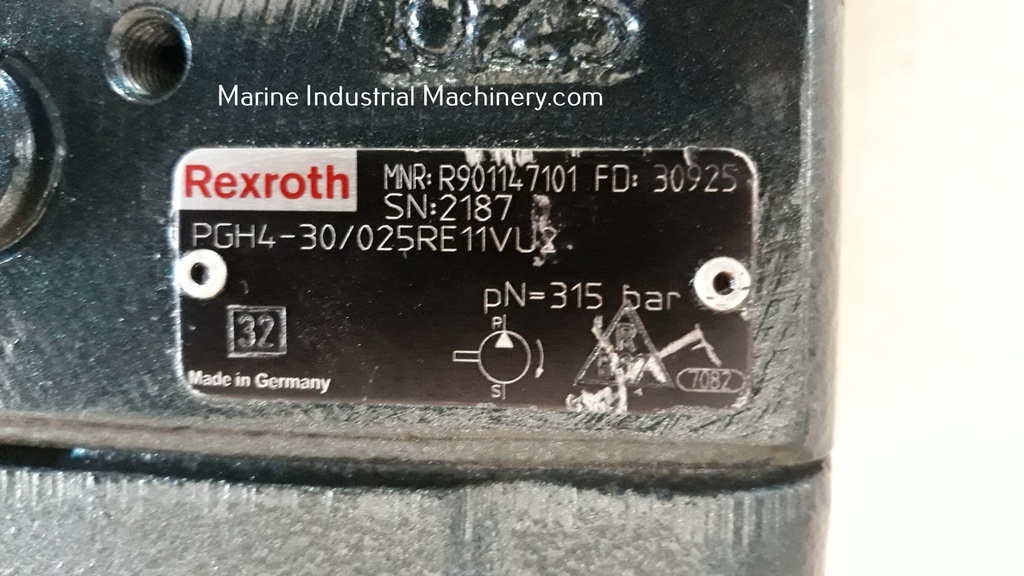 Marine Industrial Machinery.com
Rexroth MNR: R901147101 FD: 30925
SN:2187
PGH4-30/025RE11VU2
pN=315 bar
P
32
S
Made in Germany
7082